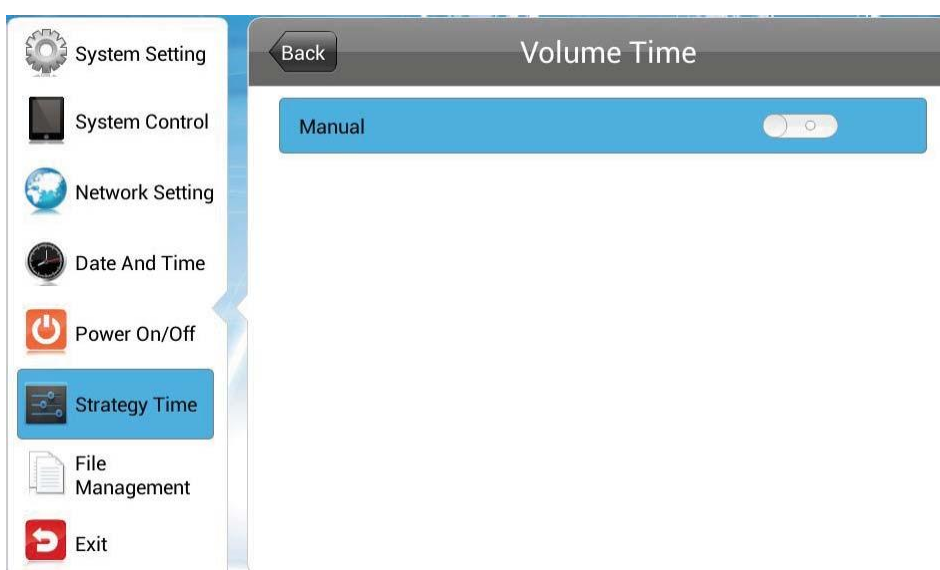 System Setting
System Control
Network Setting
Date And Time
Power On/Off
Strategy Time
File
Management
Exit
Back
Volume Time
Manual